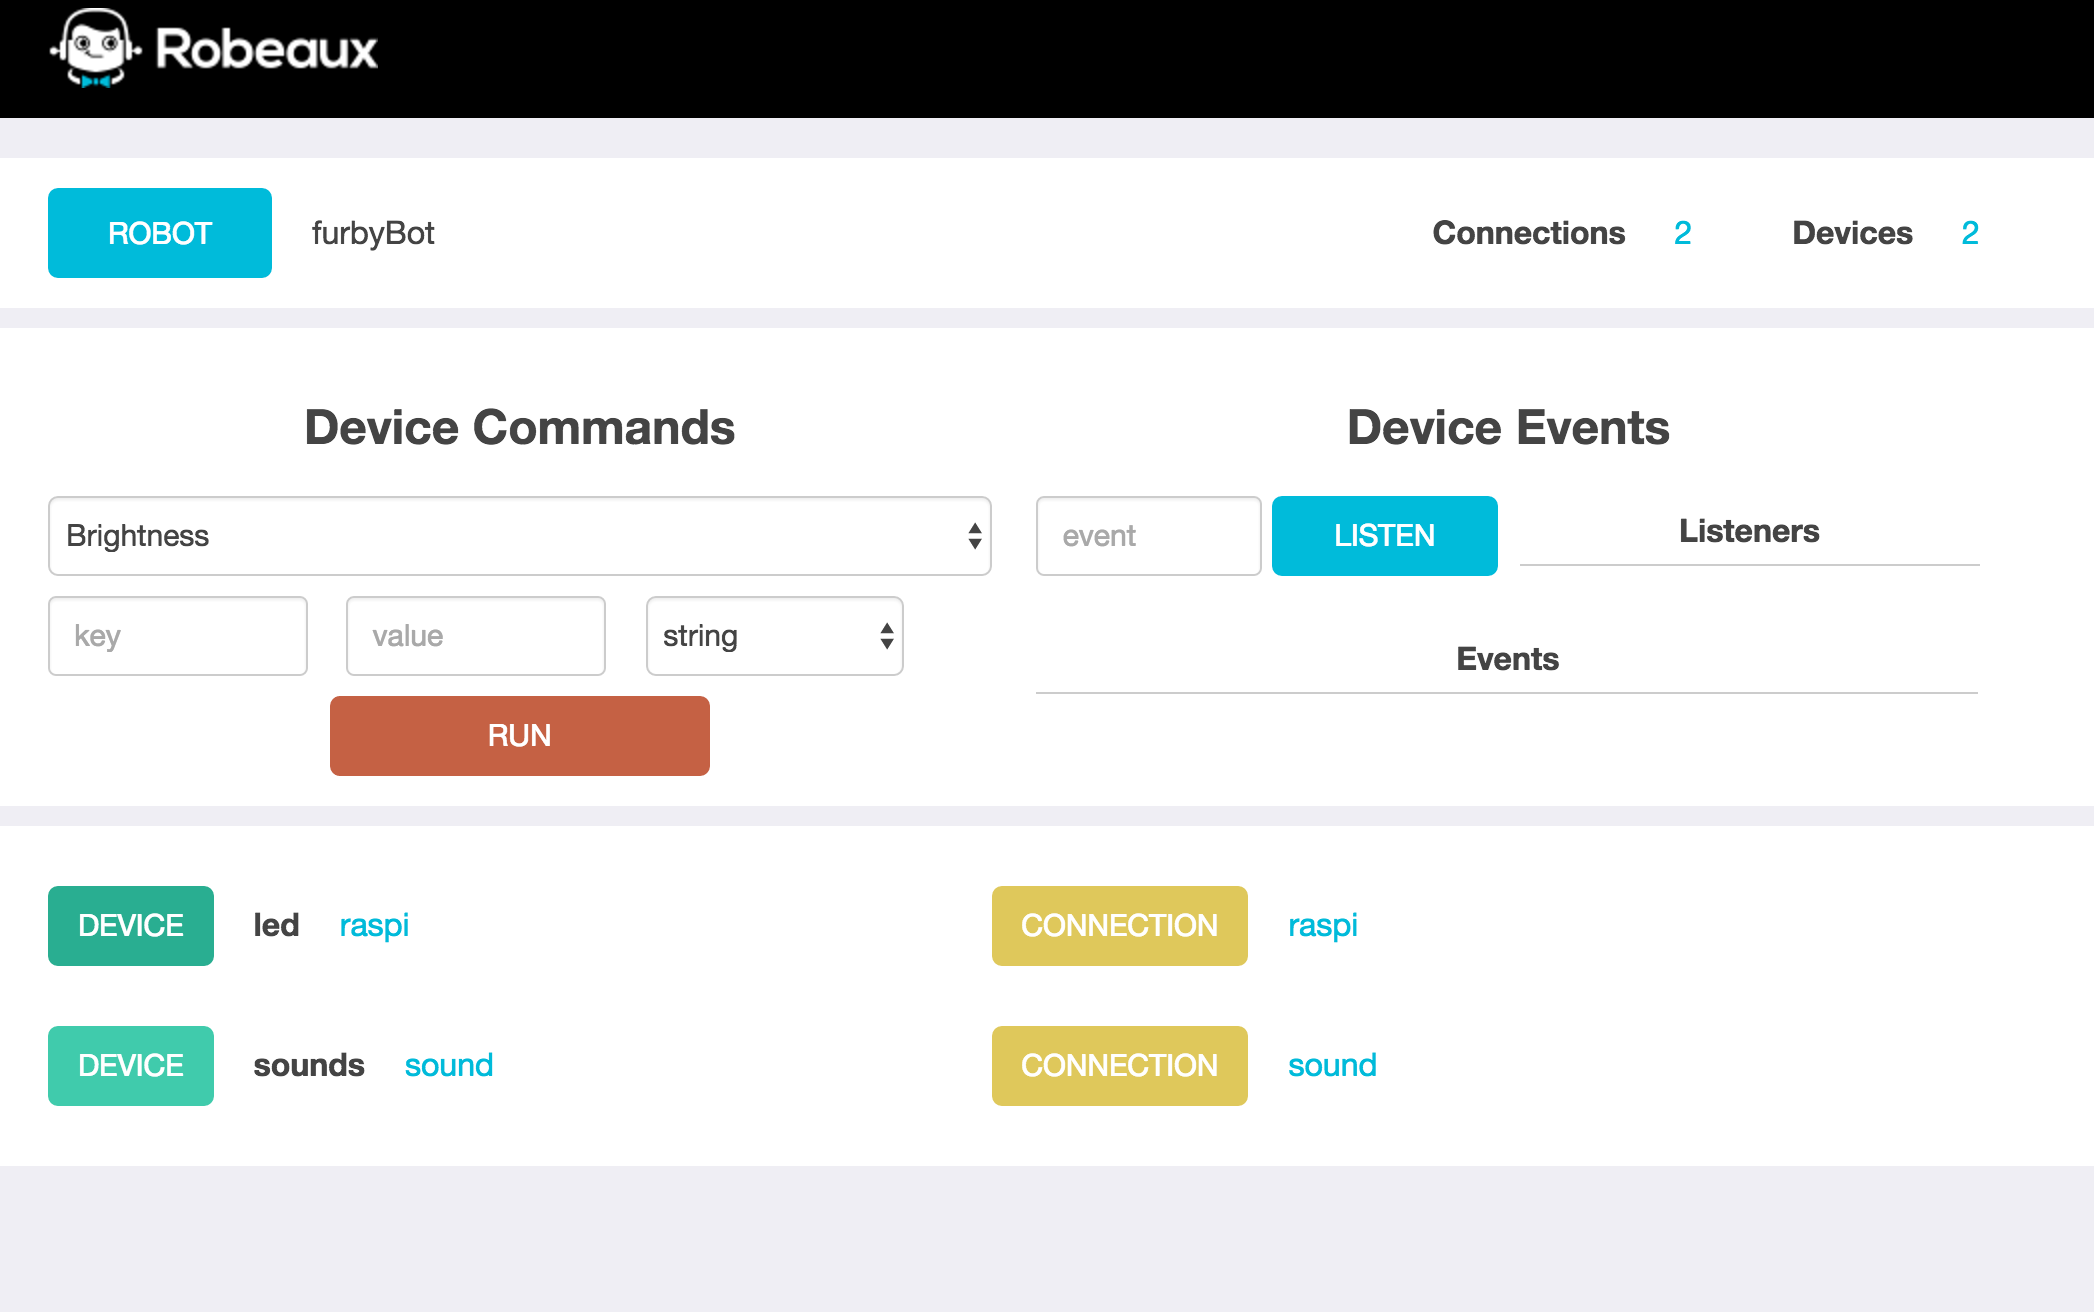 Robeaux
ROBOT furbyBot Connections 2 Devices 2
Device Commands
Brightness
key value string
RUN
Device Events
event LISTEN Listeners
Events
DEVICE led raspi
DEVICE sounds sound
CONNECTION raspi
CONNECTION sound